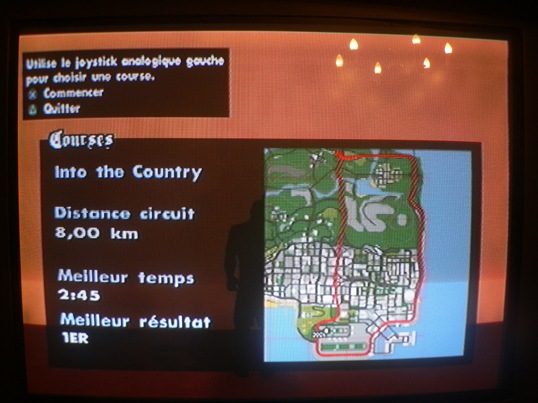 Utilise le joystick analogique gauche
pour choisir une course.
Commencer
Quitter
Courses
Into the Country
Distance circuit
8,00 km
Meilleur temps
2:45
Meilleur résultat
1ER